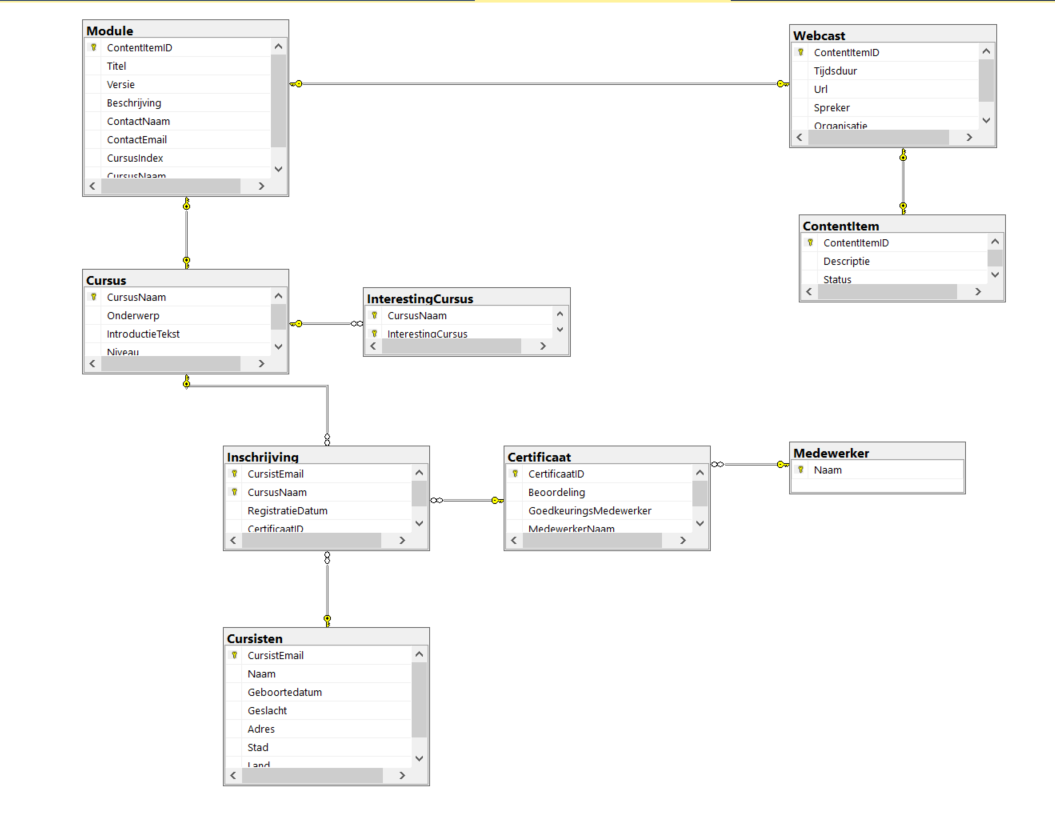 Module
ContentItemID
Titel
Versie
Beschrijving
ContactNaam
ContactEmail
CursusIndex
CursusNaam
Webcast
ContentItemID
Tijdsduur
Url
Spreker
Organisatie
ContentItem
ContentItemID
Descriptie
Status
Cursus
CursusNaam
Onderwerp
IntroductieTekst
Niveau
InterestingCursus
CursusNaam
InterestingCursus
Inschrijving
CursistEmail
CursusNaam
RegistratieDatum
CertificaatID
Certificaat
CertificaatID
Beoordeling
GoedkeuringsMedewerker
MedewerkerNaam
Medewerker
Naam
Cursisten
CursistEmail
Naam
Geboortedatum
Geslacht
Adres
Stad
Land